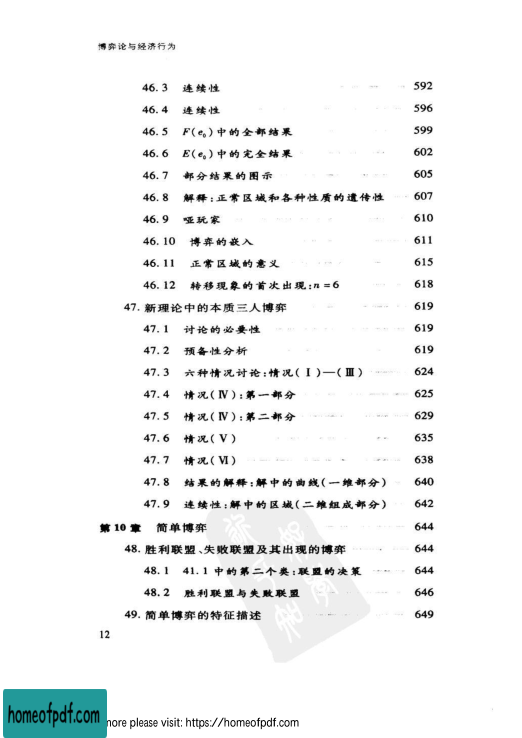 博弈论与经济行为
46.3 连续性 592
46.4 连续性 596
46.5 F(e₀)中的全部结果 599
46.6 E(e₀)中的完全结果 602
46.7 部分结果的图示 605
46.8 解释:正常区域和各种性质的遗传性 607
46.9 哑玩家 610
46.10 博弈的嵌入 611
46.11 正常区域的意义 615
46.12 转移现象的首次出现:n=6 618
47. 新理论中的本质三人博弈 619
47.1 讨论的必要性 619
47.2 预备性分析 619
47.3 六种情况讨论:情况(Ⅰ)—(Ⅲ) 624
47.4 情况(Ⅳ):第一部分 625
47.5 情况(Ⅳ):第二部分 629
47.6 情况(Ⅴ) 635
47.7 情况(Ⅵ) 638
47.8 结果的解释:解中的曲线(一维部分) 640
47.9 连续性:解中的区域(二维组成部分) 642
第10章 简单博弈 644
48. 胜利联盟、失败联盟及其出现的博弈 644
48.1 41.1中的第二个类:联盟的决策 644
48.2 胜利联盟与失败联盟 646
49. 简单博弈的特征描述 649
12
homeofpdf.com
more please visit: https://homeofpdf.com